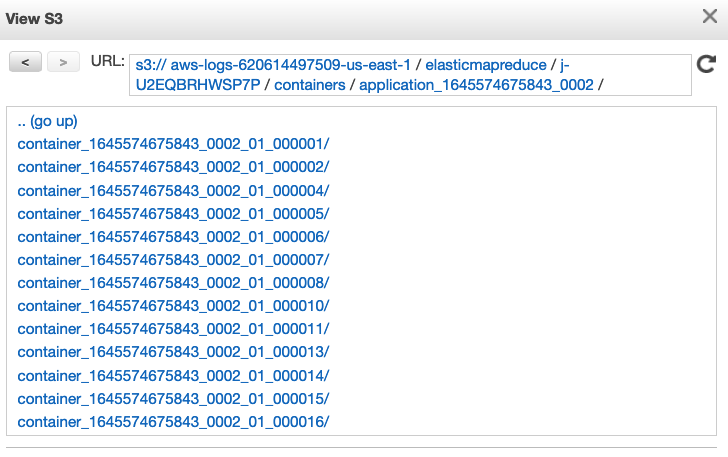 View S3
< > URL: s3:// aws-logs-620614497509-us-east-1 / elasticmapreduce / j-
U2EQBRHWSP7P / containers / application_1645574675843_0002 /
.. (go up)
container_1645574675843_0002_01_000001/
container_1645574675843_0002_01_000002/
container_1645574675843_0002_01_000004/
container_1645574675843_0002_01_000005/
container_1645574675843_0002_01_000006/
container_1645574675843_0002_01_000007/
container_1645574675843_0002_01_000008/
container_1645574675843_0002_01_000010/
container_1645574675843_0002_01_000011/
container_1645574675843_0002_01_000013/
container_1645574675843_0002_01_000014/
container_1645574675843_0002_01_000015/
container_1645574675843_0002_01_000016/